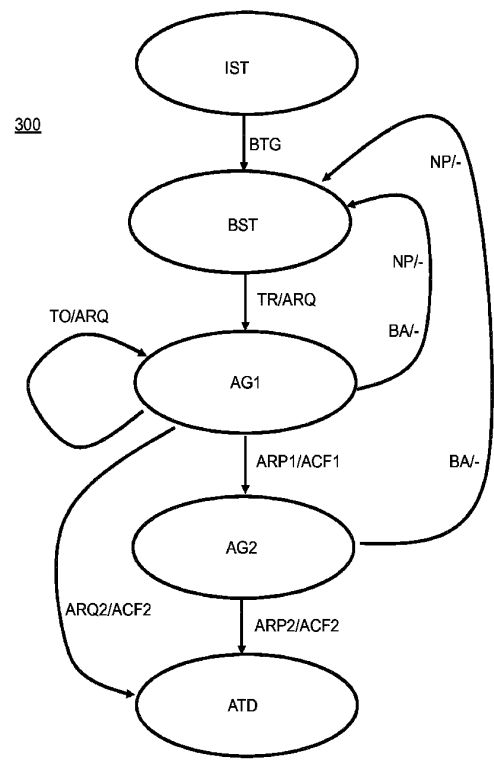 IST
300
BTG
NP/-
BST
NP/-
TR/ARQ
TO/ARQ
BA/-
AG1
ARP1/ACF1
BA/-
AG2
ARQ2/ACF2
ARP2/ACF2
ATD